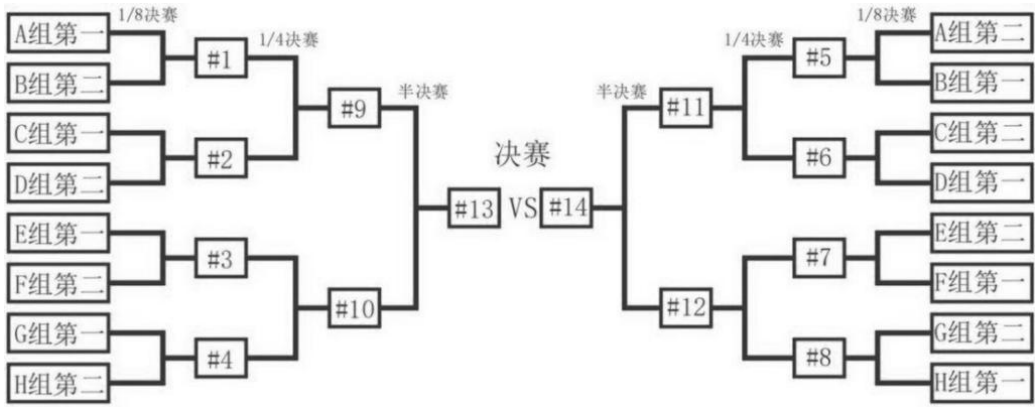 1/8决赛
A组第一
#1
1/4决赛
B组第二
#9
半决赛
C组第一
#2
D组第二
E组第一
#3
F组第二
#10
G组第一
#4
H组第二
决赛
#13 VS #14
1/8决赛
A组第二
1/4决赛
#5
B组第一
半决赛
#11
C组第二
#6
D组第一
E组第二
#7
F组第一
#12
G组第二
#8
H组第一